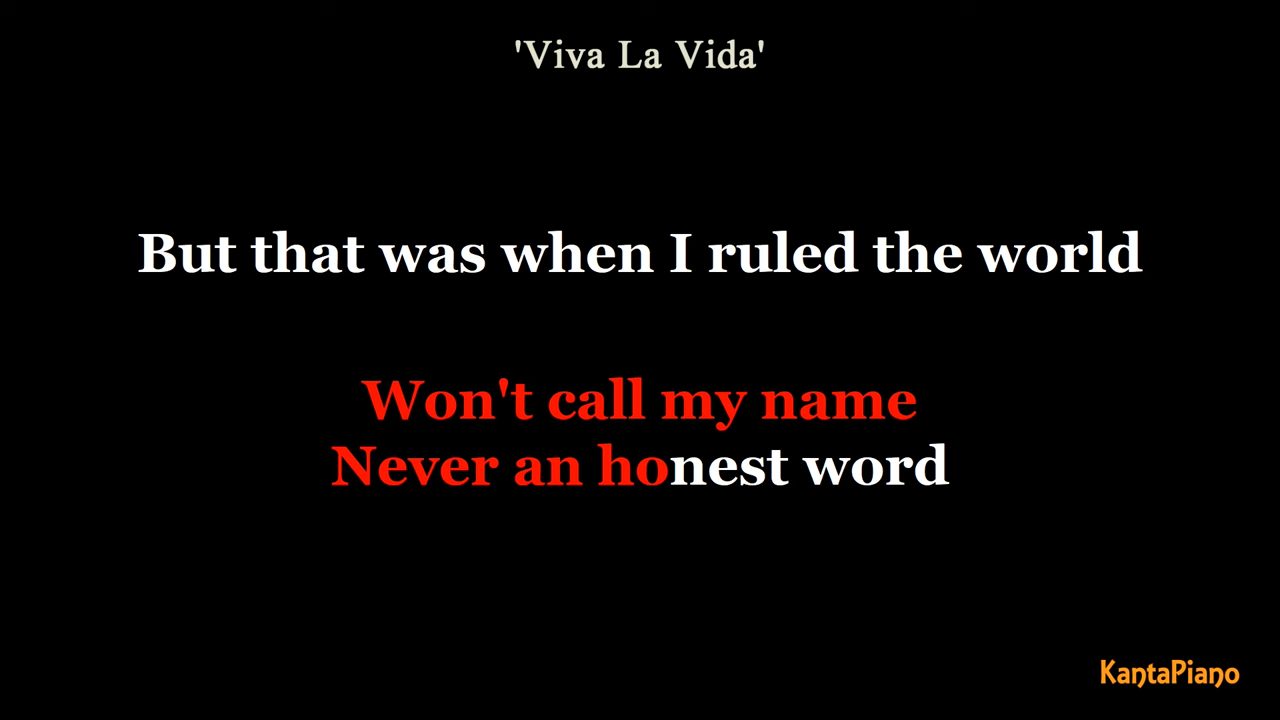 'Viva La Vida'
But that was when I ruled the world
Won't call my name
Never an honest word
KantaPiano